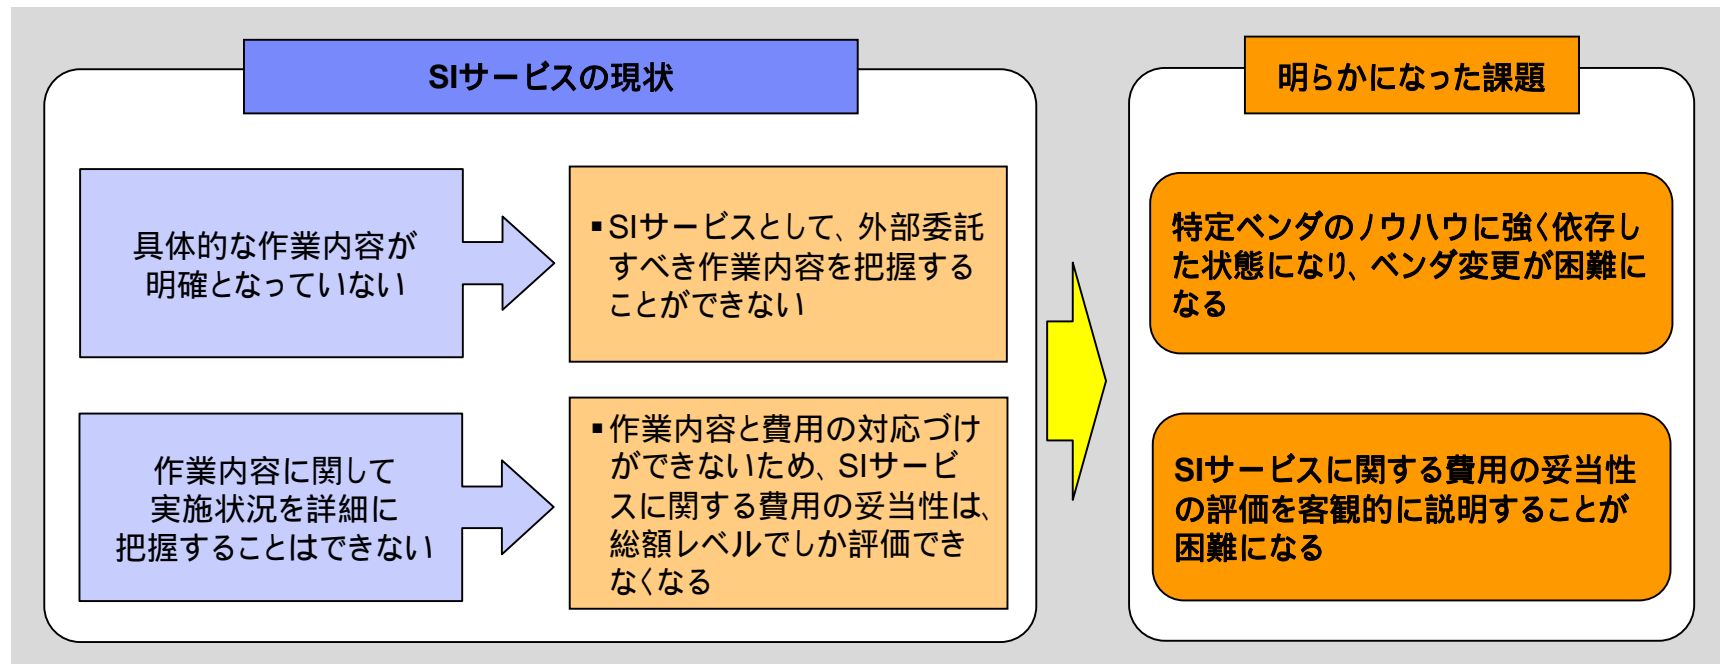 SIサービスの現状
具体的な作業内容が
明確となっていない
▪SIサービスとして、外部委託
すべき作業内容を把握する
ことができない
作業内容に関して
実施状況を詳細に
把握することはできない
▪作業内容と費用の対応づけ
ができないため、SIサービ
スに関する費用の妥当性は、
総額レベルでしか評価でき
なくなる
明らかになった課題
特定ベンダのノウハウに強く依存し
た状態になり、ベンダ変更が困難に
なる
SIサービスに関する費用の妥当性
の評価を客観的に説明することが
困難になる